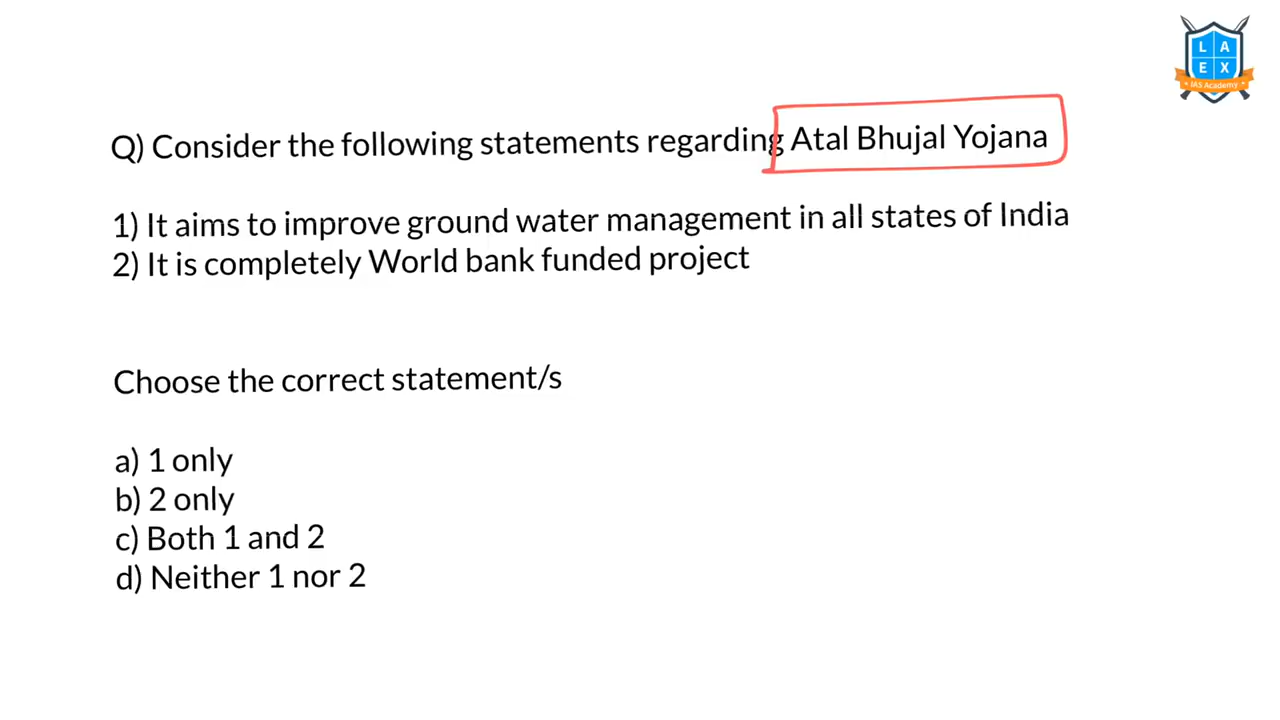 L A
E X
IAS Academy
Q) Consider the following statements regarding Atal Bhujal Yojana
1) It aims to improve ground water management in all states of India
2) It is completely World bank funded project
Choose the correct statement/s
a) 1 only
b) 2 only
c) Both 1 and 2
d) Neither 1 nor 2